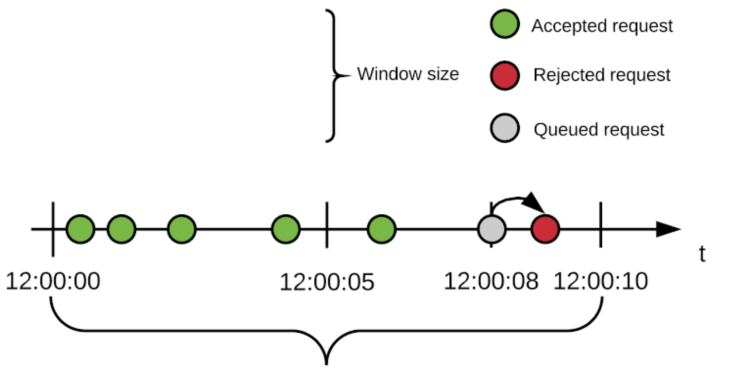 Accepted request
Window size
Rejected request
Queued request
t
12:00:00
12:00:05
12:00:08
12:00:10